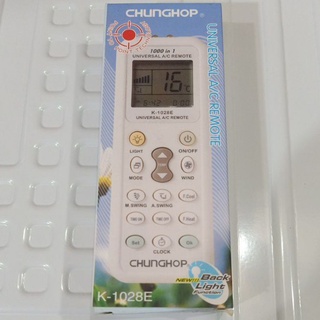 CHUNGHOP®
1000 in 1
UNIVERSAL A/C REMOTE
16°C
K-1028E
UNIVERSAL A/C REMOTE
LIGHT
ON/OFF
MODE
WIND
M.SWING
A.SWING
CLOCK
CHUNGHOP
NEW
Back
Light
Function
K-1028E
UNIVERSAL A/C REMOTE